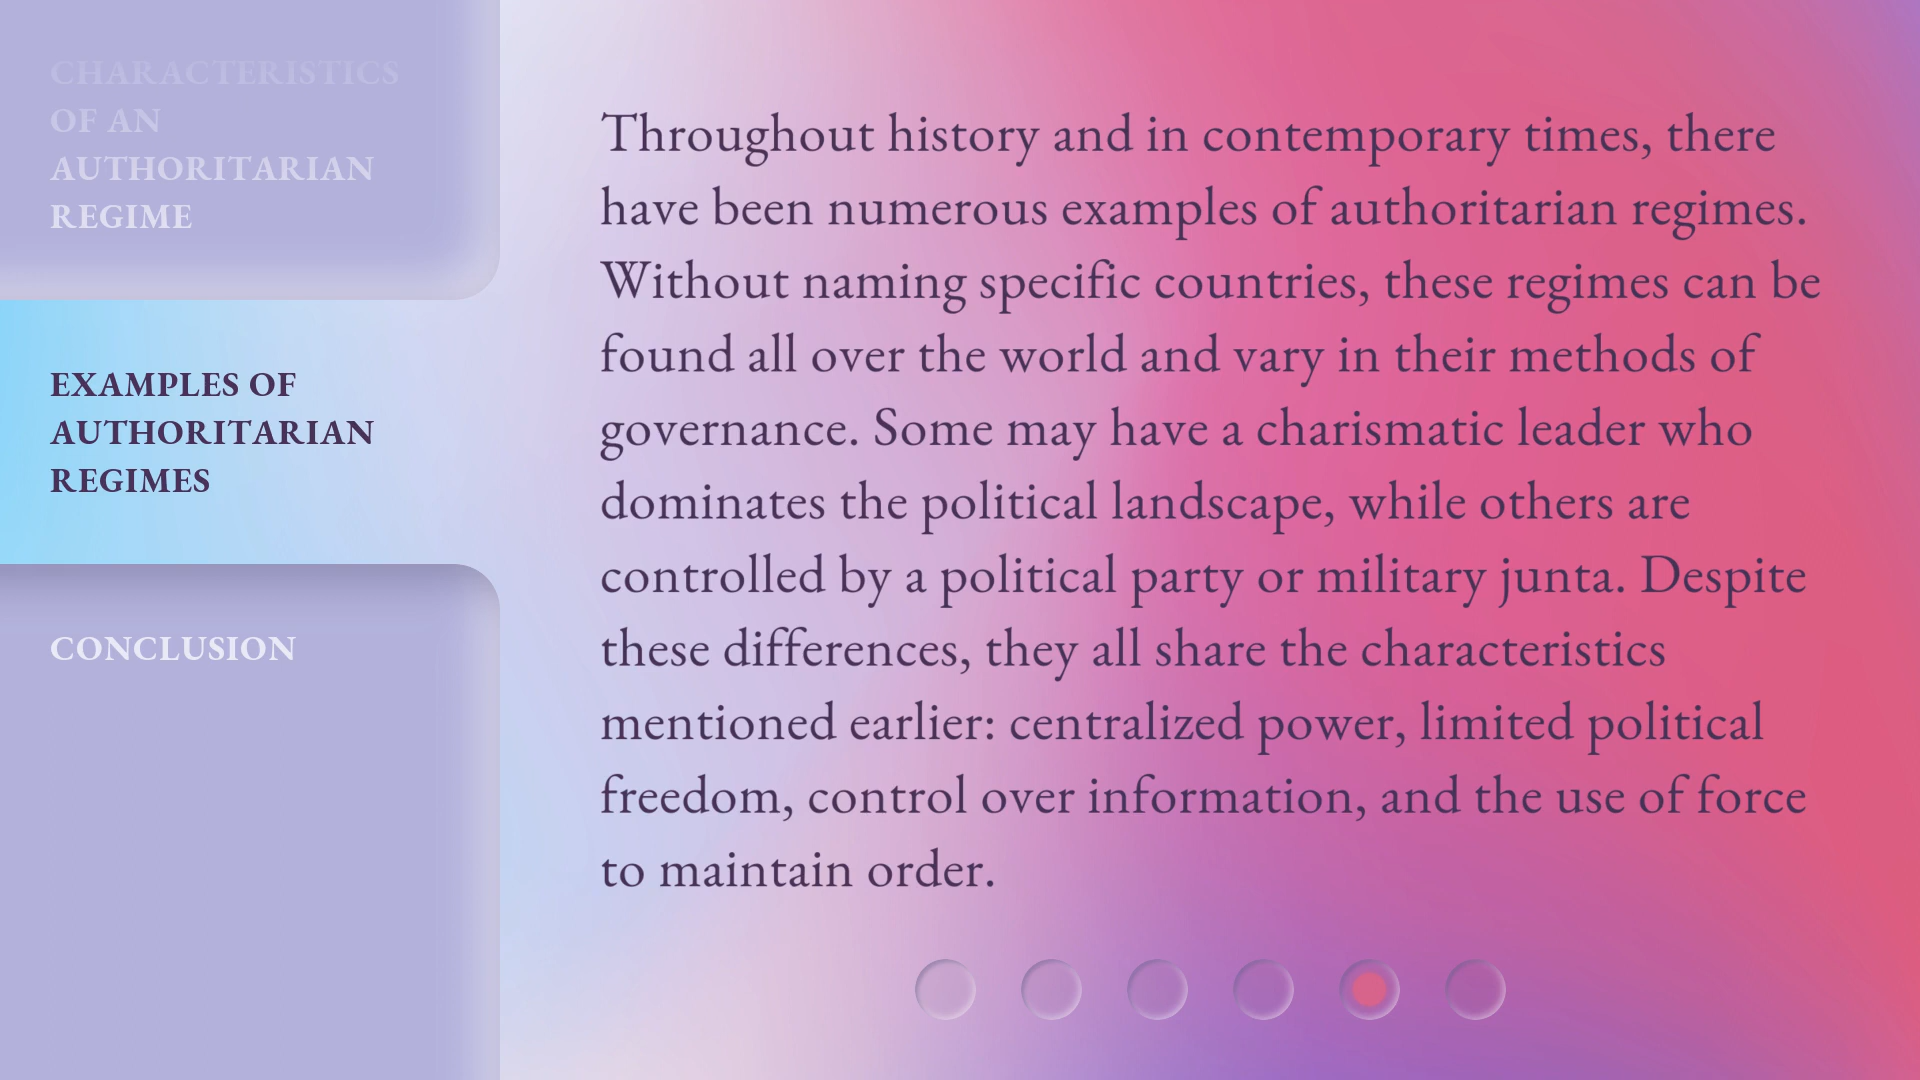 CHARACTERISTICS
OF AN
AUTHORITARIAN
REGIME
EXAMPLES OF
AUTHORITARIAN
REGIMES
CONCLUSION
Throughout history and in contemporary times, there
have been numerous examples of authoritarian regimes.
Without naming specific countries, these regimes can be
found all over the world and vary in their methods of
governance. Some may have a charismatic leader who
dominates the political landscape, while others are
controlled by a political party or military junta. Despite
these differences, they all share the characteristics
mentioned earlier: centralized power, limited political
freedom, control over information, and the use of force
to maintain order.